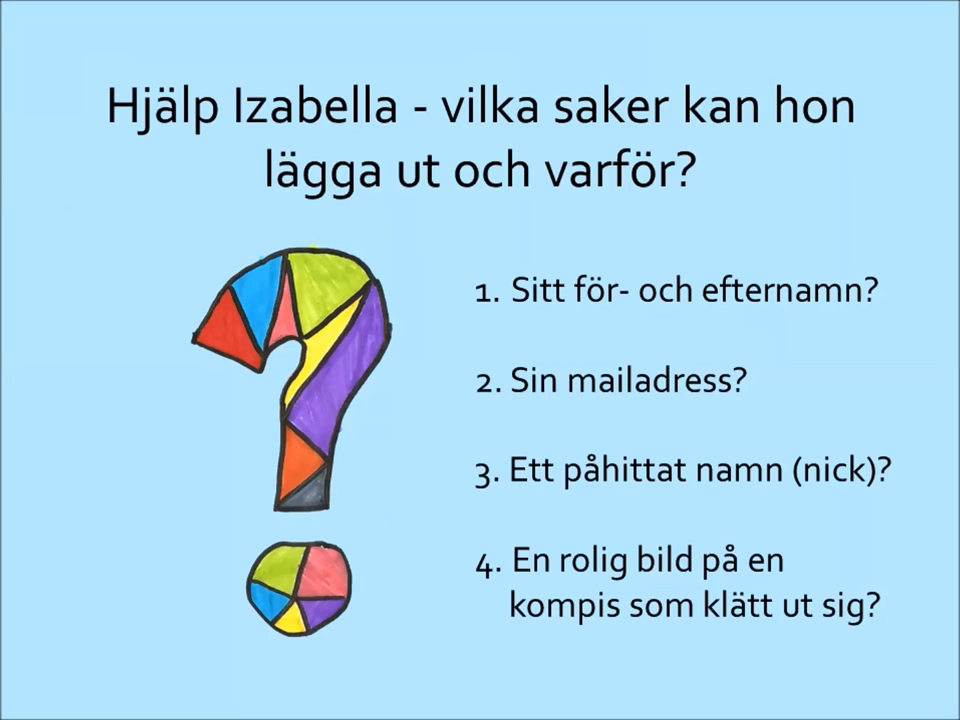 Hjälp Izabella - vilka saker kan hon
lägga ut och varför?
1. Sitt för- och efternamn?
2. Sin mailadress?
3. Ett påhittat namn (nick)?
4. En rolig bild på en
kompis som klätt ut sig?